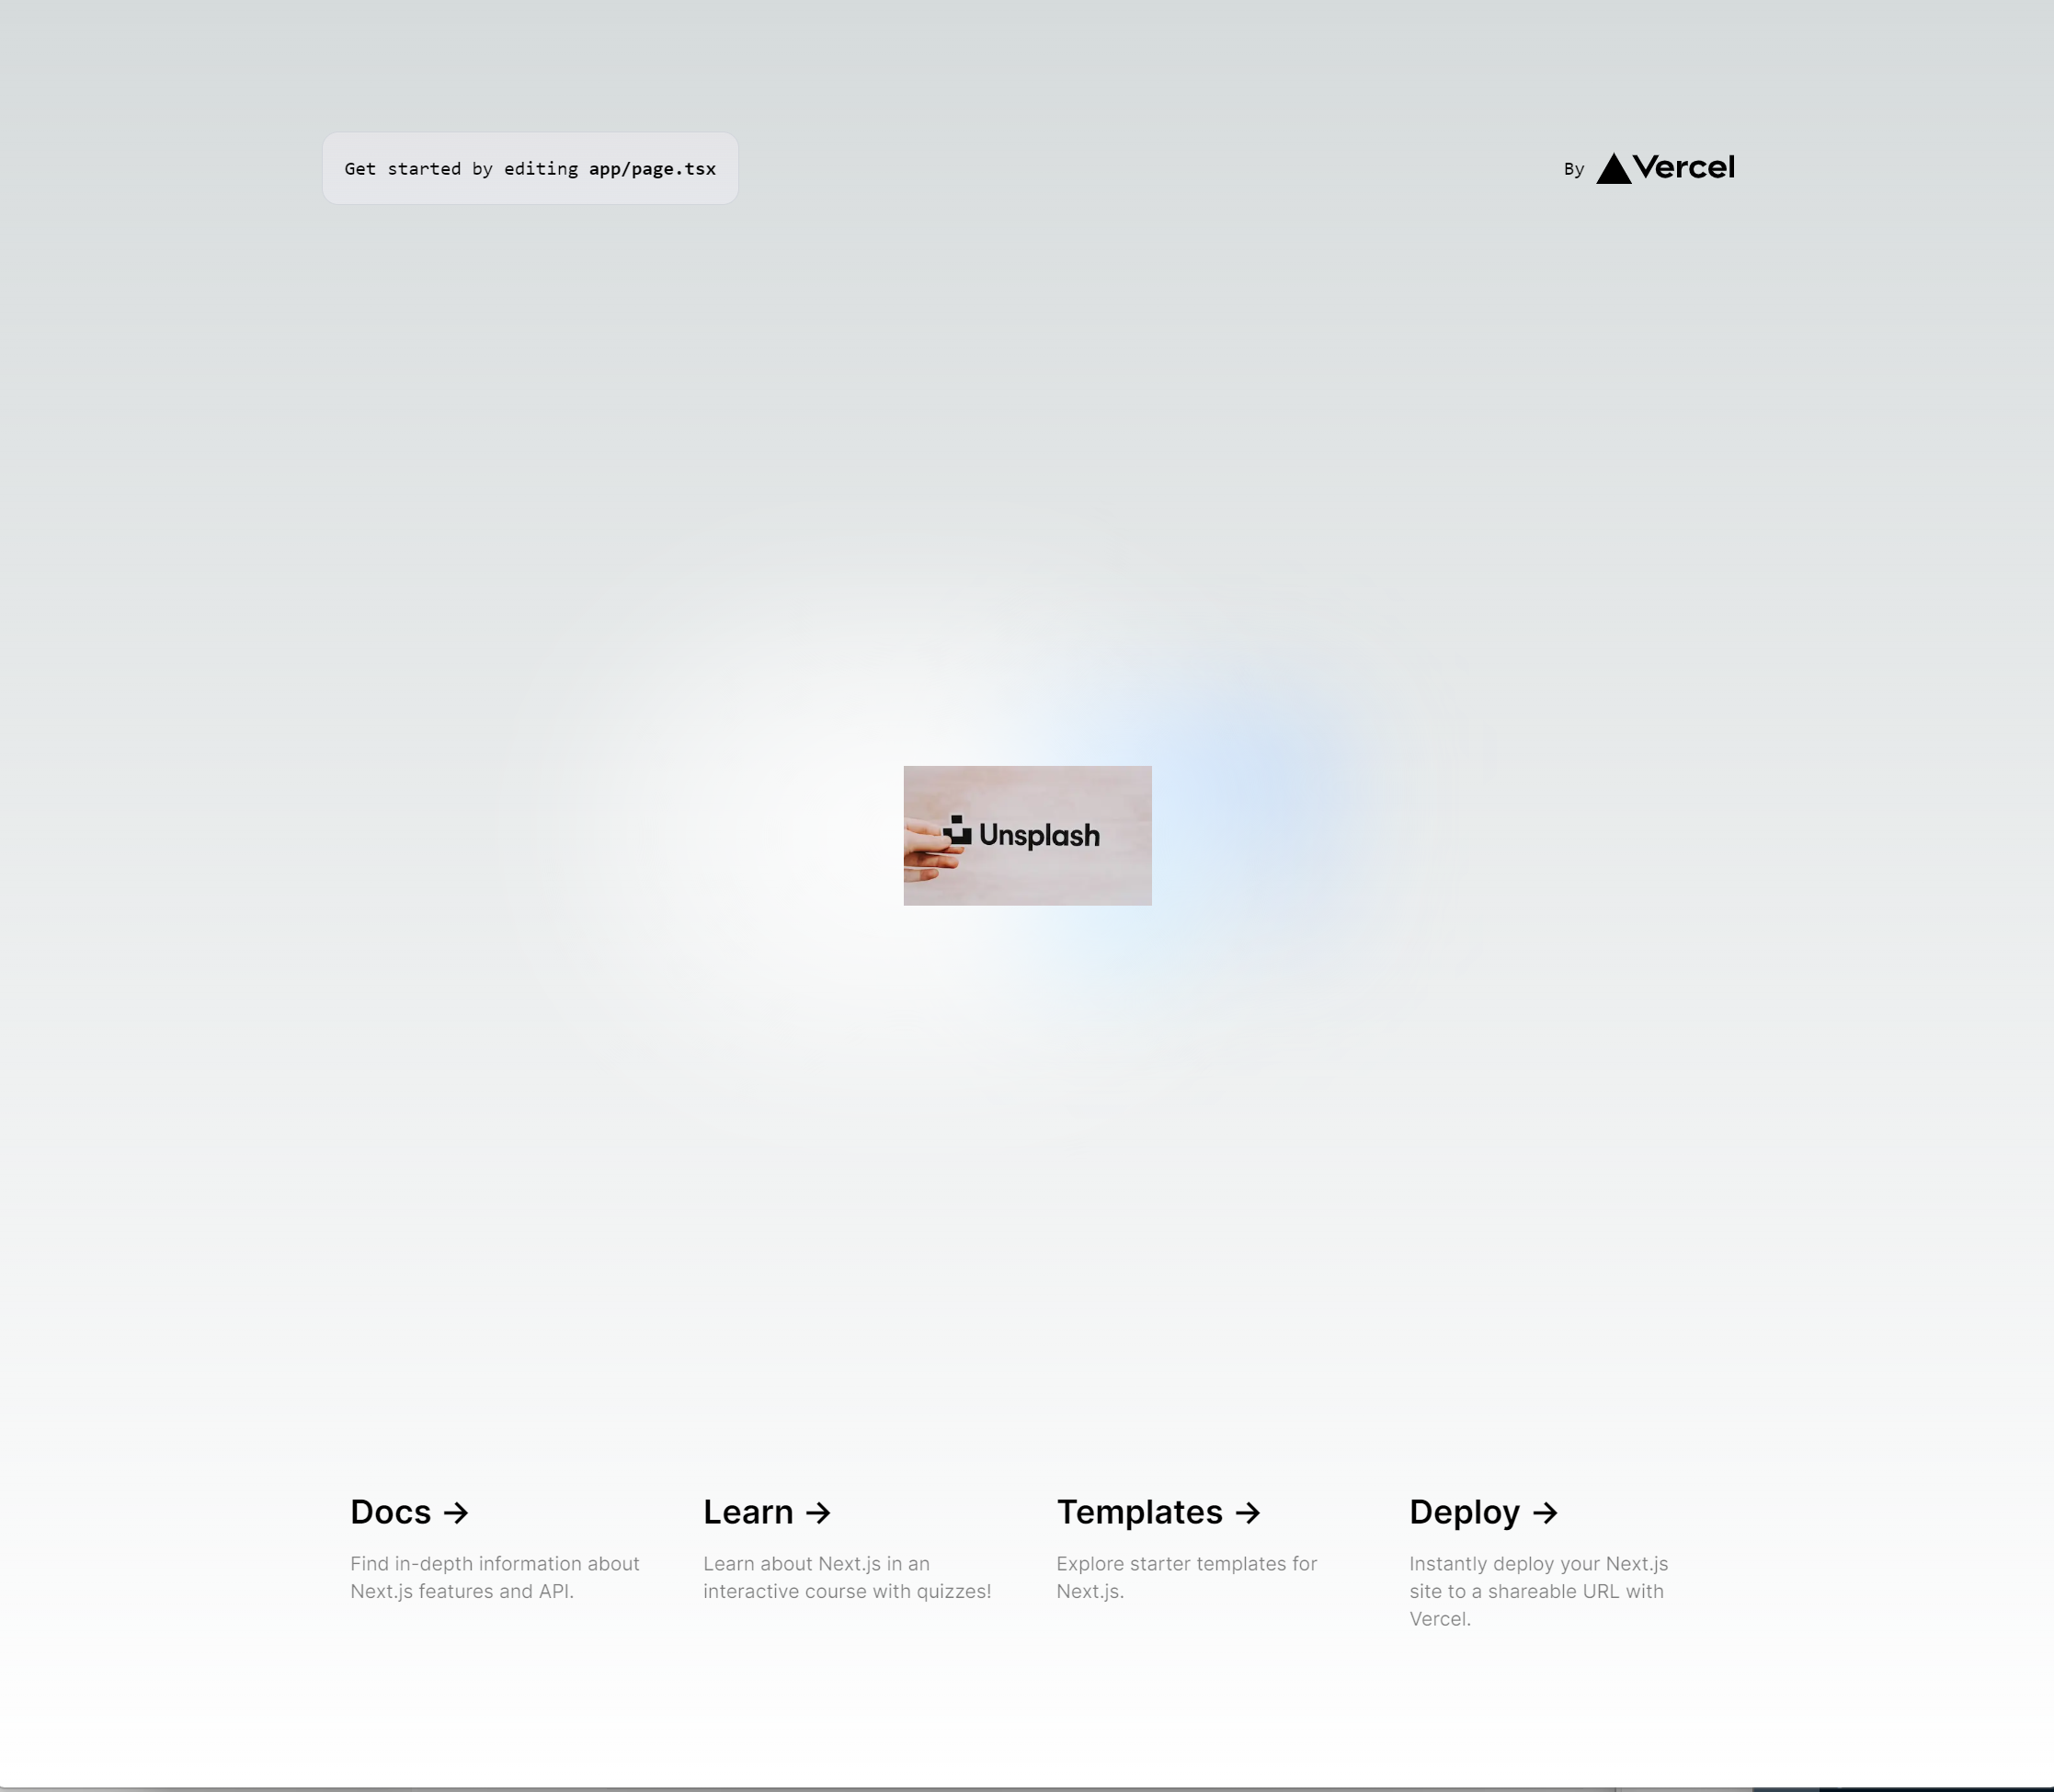 Get started by editing app/page.tsx
By Vercel
Unsplash
Docs →
Find in-depth information about
Next.js features and API.
Learn →
Learn about Next.js in an
interactive course with quizzes!
Templates →
Explore starter templates for
Next.js.
Deploy →
Instantly deploy your Next.js
site to a shareable URL with
Vercel.